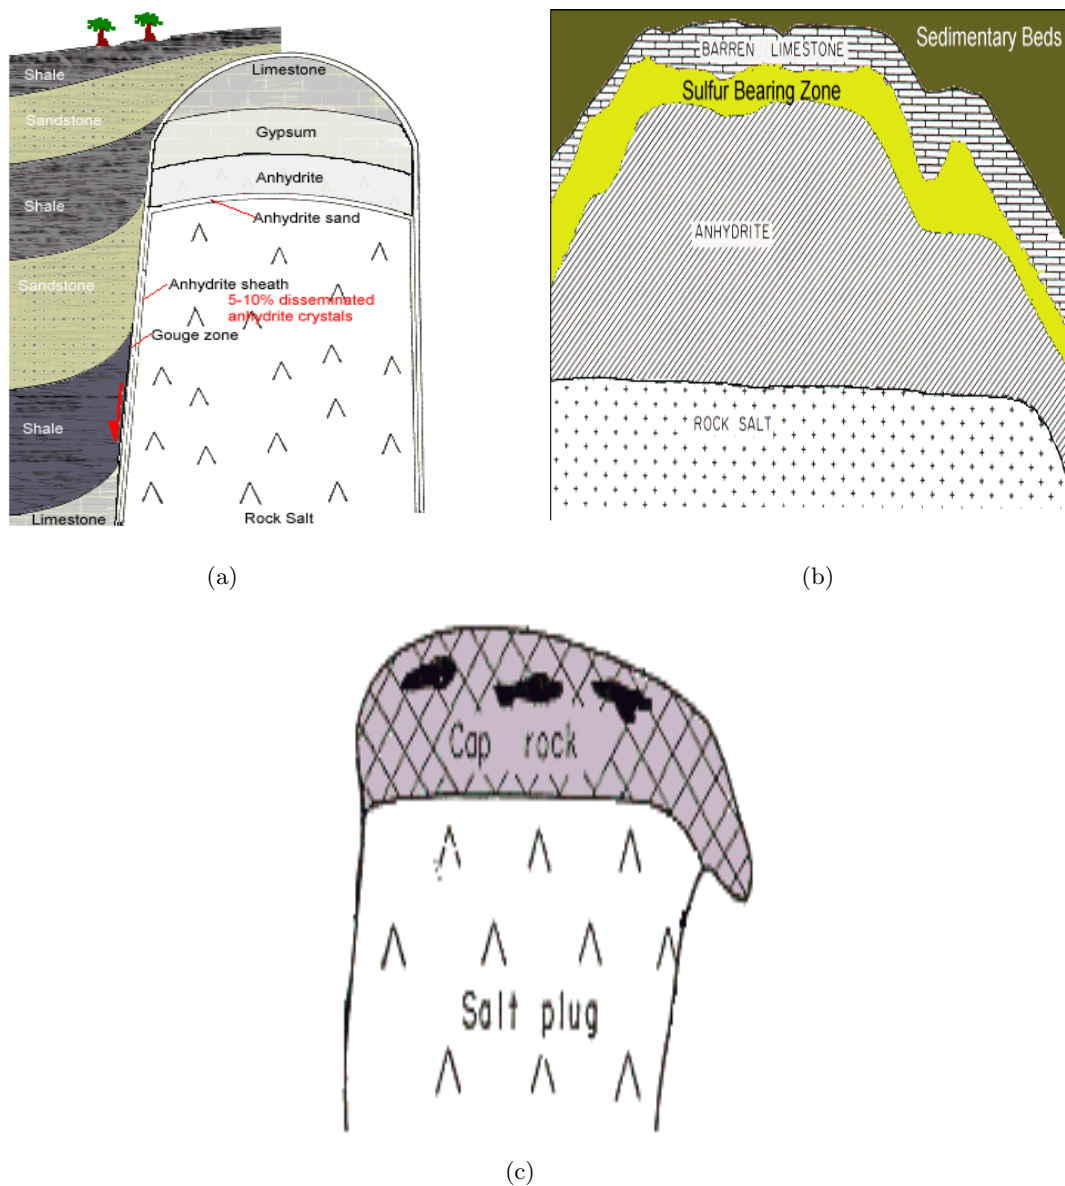 Shale
Limestone
Sandstone
Gypsum
Anhydrite
Shale
Anhydrite sand
Sandstone
Anhydrite sheath
5-10% disseminated
anhydrite crystals
Gouge zone
Shale
Limestone
Rock Salt
(a)
Sedimentary Beds
BARREN LIMESTONE
Sulfur Bearing Zone
ANHYDRITE
ROCK SALT
(b)
Cap rock
Salt plug
(c)